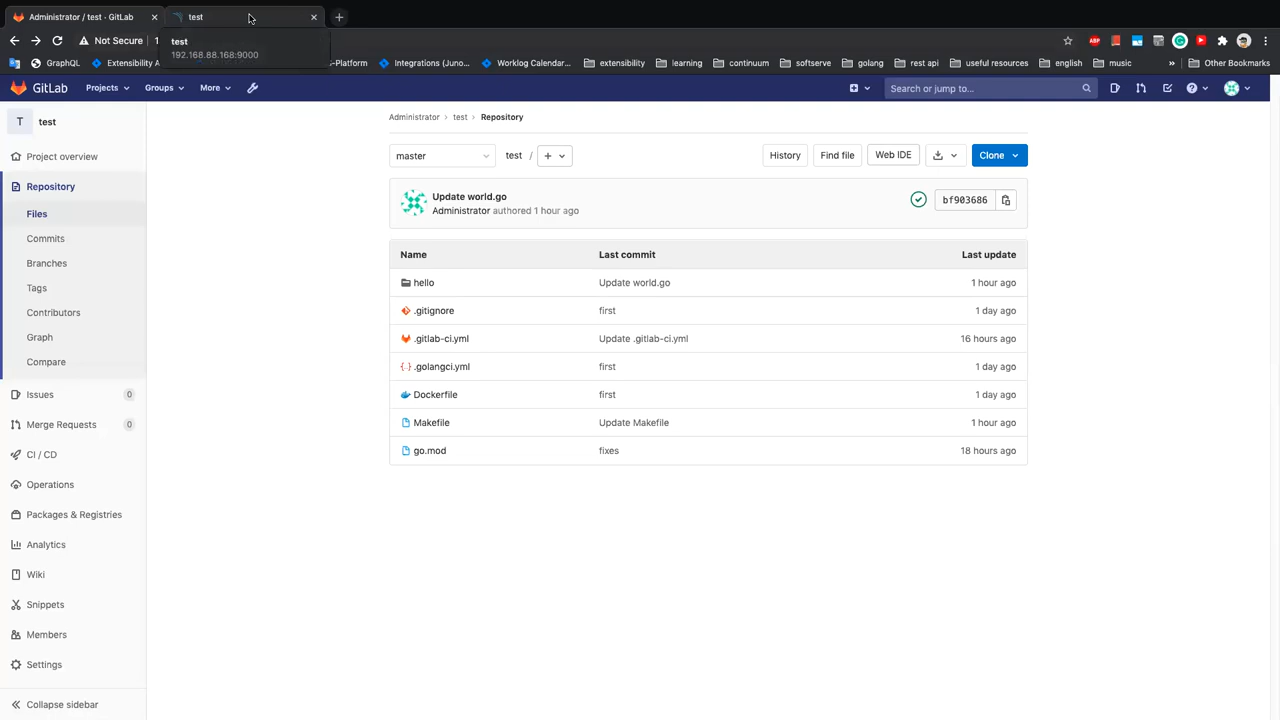 Administrator / test · GitLab
test
Not Secure
test
192.168.88.168:9000
GraphQL
Extensibility
-Platform
Integrations (Juno...
Worklog Calendar...
extensibility
learning
continuum
softserve
golang
rest api
useful resources
english
music
»
Other Bookmarks
GitLab
Projects
Groups
More
Search or jump to...
T
test
Project overview
Repository
Files
Commits
Branches
Tags
Contributors
Graph
Compare
Issues
0
Merge Requests
0
CI / CD
Operations
Packages & Registries
Analytics
Wiki
Snippets
Members
Settings
Collapse sidebar
Administrator › test › Repository
master
test /
History
Find file
Web IDE
Clone
Update world.go
Administrator authored 1 hour ago
bf903686
Name Last commit Last update
hello Update world.go 1 hour ago
.gitignore first 1 day ago
.gitlab-ci.yml Update .gitlab-ci.yml 16 hours ago
.golangci.yml first 1 day ago
Dockerfile first 1 day ago
Makefile Update Makefile 1 hour ago
go.mod fixes 18 hours ago